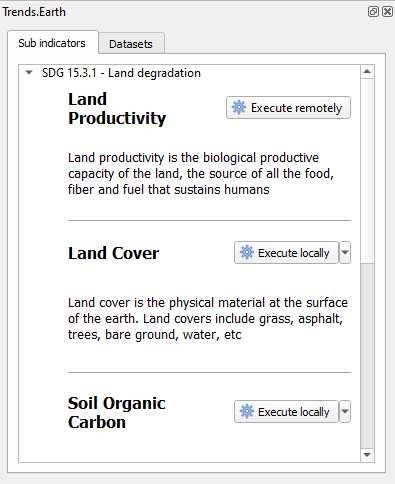 Trends.Earth
Sub indicators
Datasets
SDG 15.3.1 - Land degradation
Land
Productivity
Execute remotely
Land productivity is the biological productive
capacity of the land, the source of all the food,
fiber and fuel that sustains humans
Land Cover
Execute locally
Land cover is the physical material at the surface
of the earth. Land covers include grass, asphalt,
trees, bare ground, water, etc
Soil Organic
Carbon
Execute locally